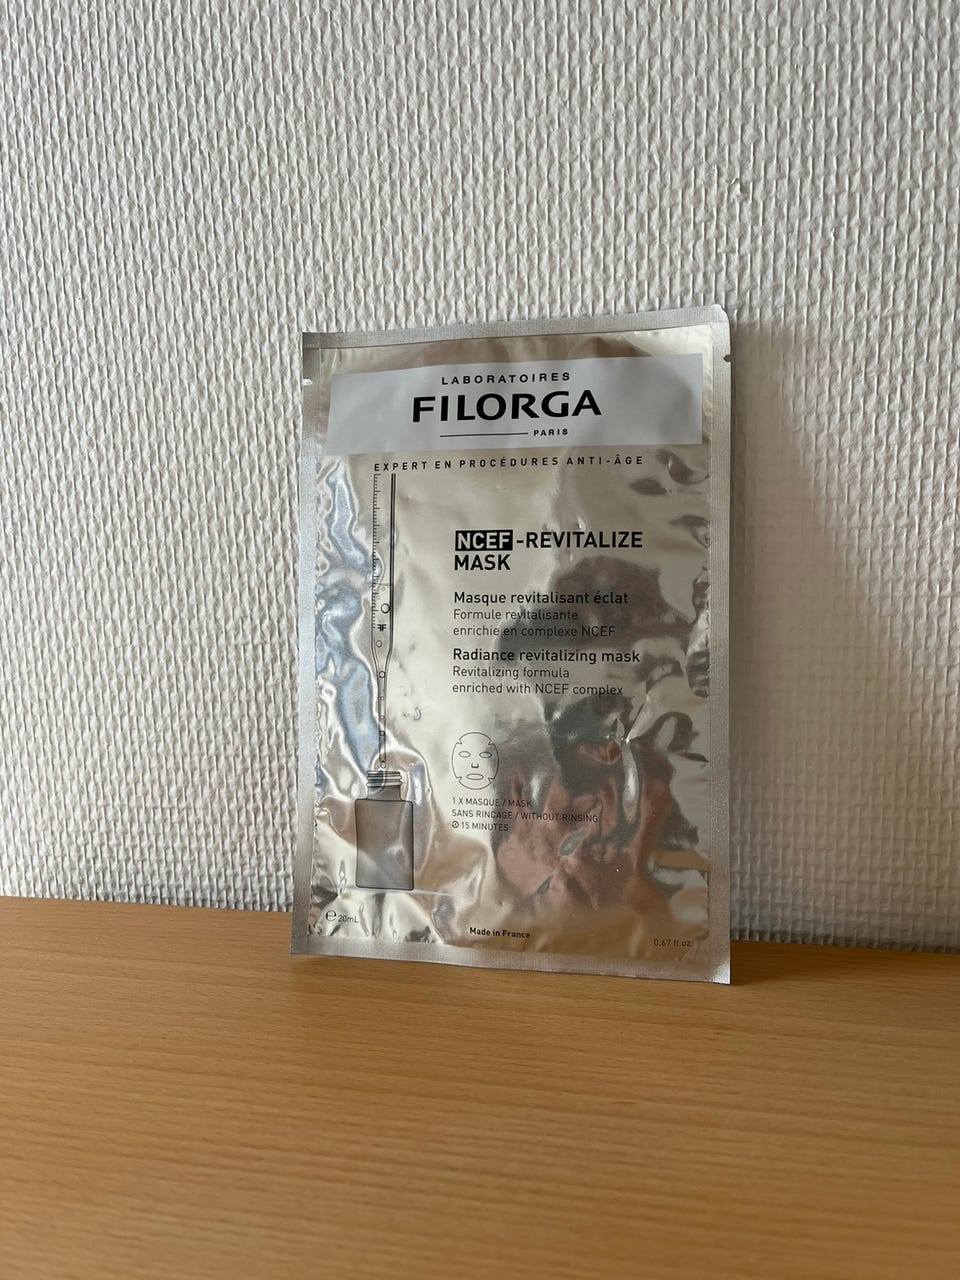 LABORATOIRES
FILORGA
PARIS
EXPERT EN PROCÉDURES ANTI-ÂGE
NCEF-REVITALIZE
MASK
Masque revitalisant éclat
Formule revitalisante
enrichie en complexe NCEF
Radiance revitalizing mask
Revitalizing formula
enriched with NCEF complex
1 X MASQUE / MASK
SANS RINÇAGE / WITHOUT RINSING
15 MINUTES
℮ 20mL
Made in France
0.67 fl.oz.